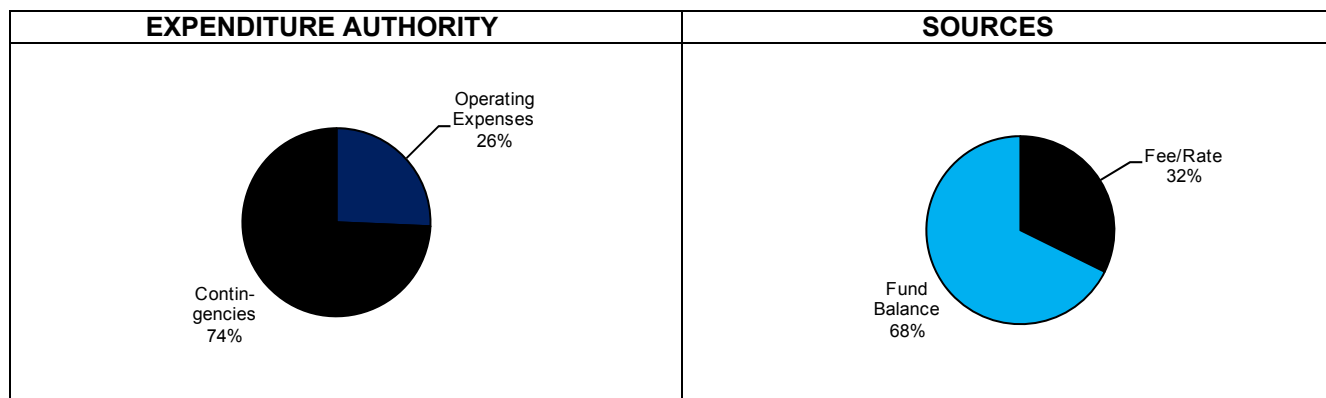 EXPENDITURE AUTHORITY
SOURCES
Operating
Expenses
26%
Contin-
gencies
74%
Fee/Rate
32%
Fund
Balance
68%